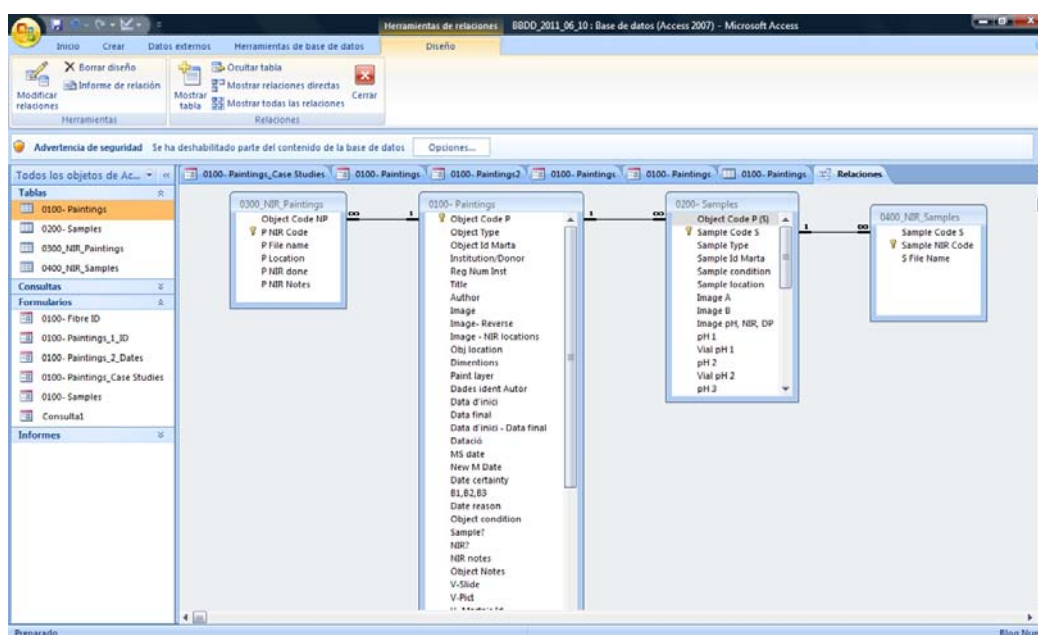 Herramientas de relaciones BBDD_2011_06_10 : Base de datos (Access 2007) - Microsoft Access
Inicio Crear Datos externos Herramientas de base de datos Diseño
Modificar relaciones
Borrar diseño
Informe de relación
Herramientas
Mostrar tabla
Ocultar tabla
Mostrar relaciones directas
Mostrar todas las relaciones
Cerrar
Relaciones
Advertencia de seguridad Se ha deshabilitado parte del contenido de la base de datos Opciones...
Todos los objetos de Ac...
Tablas
0100- Paintings
0200- Samples
0300_NIR_Paintings
0400_NIR_Samples
Consultas
Formularios
0100- Fibre ID
0100- Paintings_1_ID
0100- Paintings_2_Dates
0100- Paintings_Case Studies
0100- Samples
Consulta1
Informes
0100- Paintings_Case Studies 0100- Paintings 0100- Paintings2 0100- Paintings 0100- Paintings 0100- Paintings Relaciones
0300_NIR_Paintings
Object Code NP
P NIR Code
P File name
P Location
P NIR done
P NIR Notes
∞ 1
0100- Paintings
Object Code P
Object Type
Object Id Marta
Institution/Donor
Reg Num Inst
Title
Author
Image
Image- Reverse
Image - NIR locations
Obj location
Dimentions
Paint layer
Dades ident Autor
Data d'inici
Data final
Data d'inici - Data final
Datació
MS date
New M Date
Date certainty
B1,B2,B3
Date reason
Object condition
Sample?
NIR?
NIR notes
Object Notes
V-Slide
V-Pict
1 ∞
0200- Samples
Object Code P (S)
Sample Code S
Sample Type
Sample Id Marta
Sample condition
Sample location
Image A
Image B
Image pH, NIR, DP
pH 1
Vial pH 1
pH 2
Vial pH 2
pH 3
1 ∞
0400_NIR_Samples
Sample Code S
Sample NIR Code
S File Name
Preparado
Bloq Num